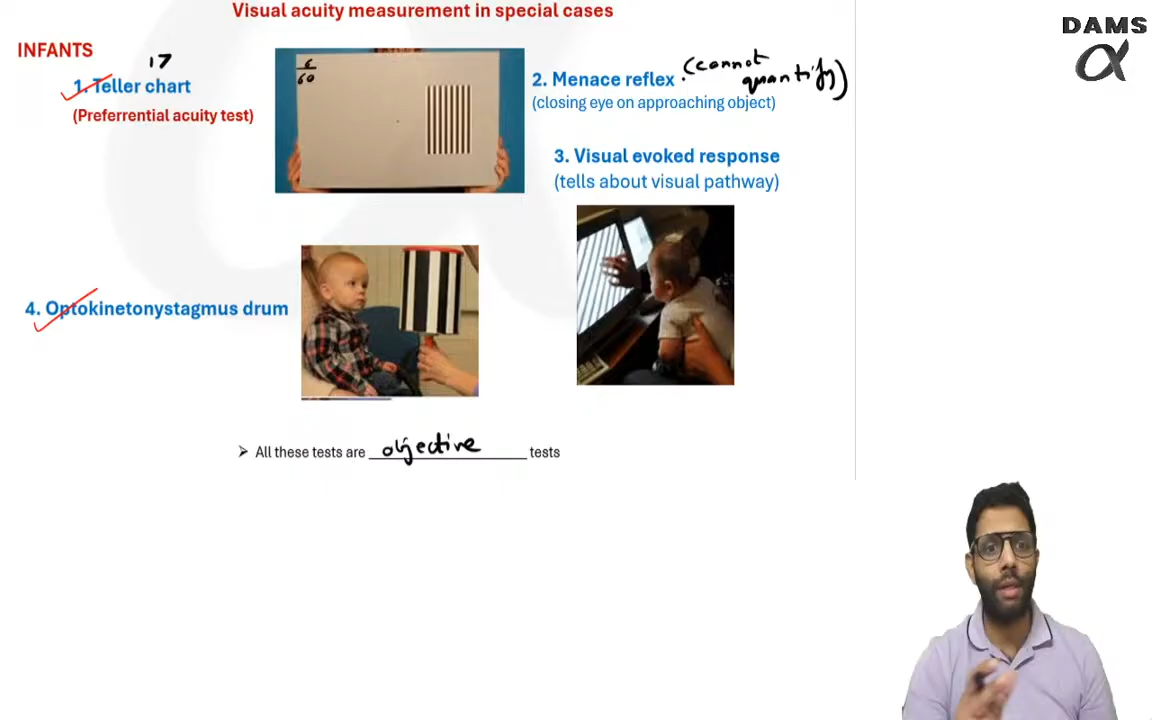 Visual acuity measurement in special cases
DAMS
α
INFANTS
17
1. Teller chart
(Preferrential acuity test)
6
60
2. Menace reflex (cannot quantify)
(closing eye on approaching object)
3. Visual evoked response
(tells about visual pathway)
4. Optokinetonystagmus drum
➤ All these tests are objective tests